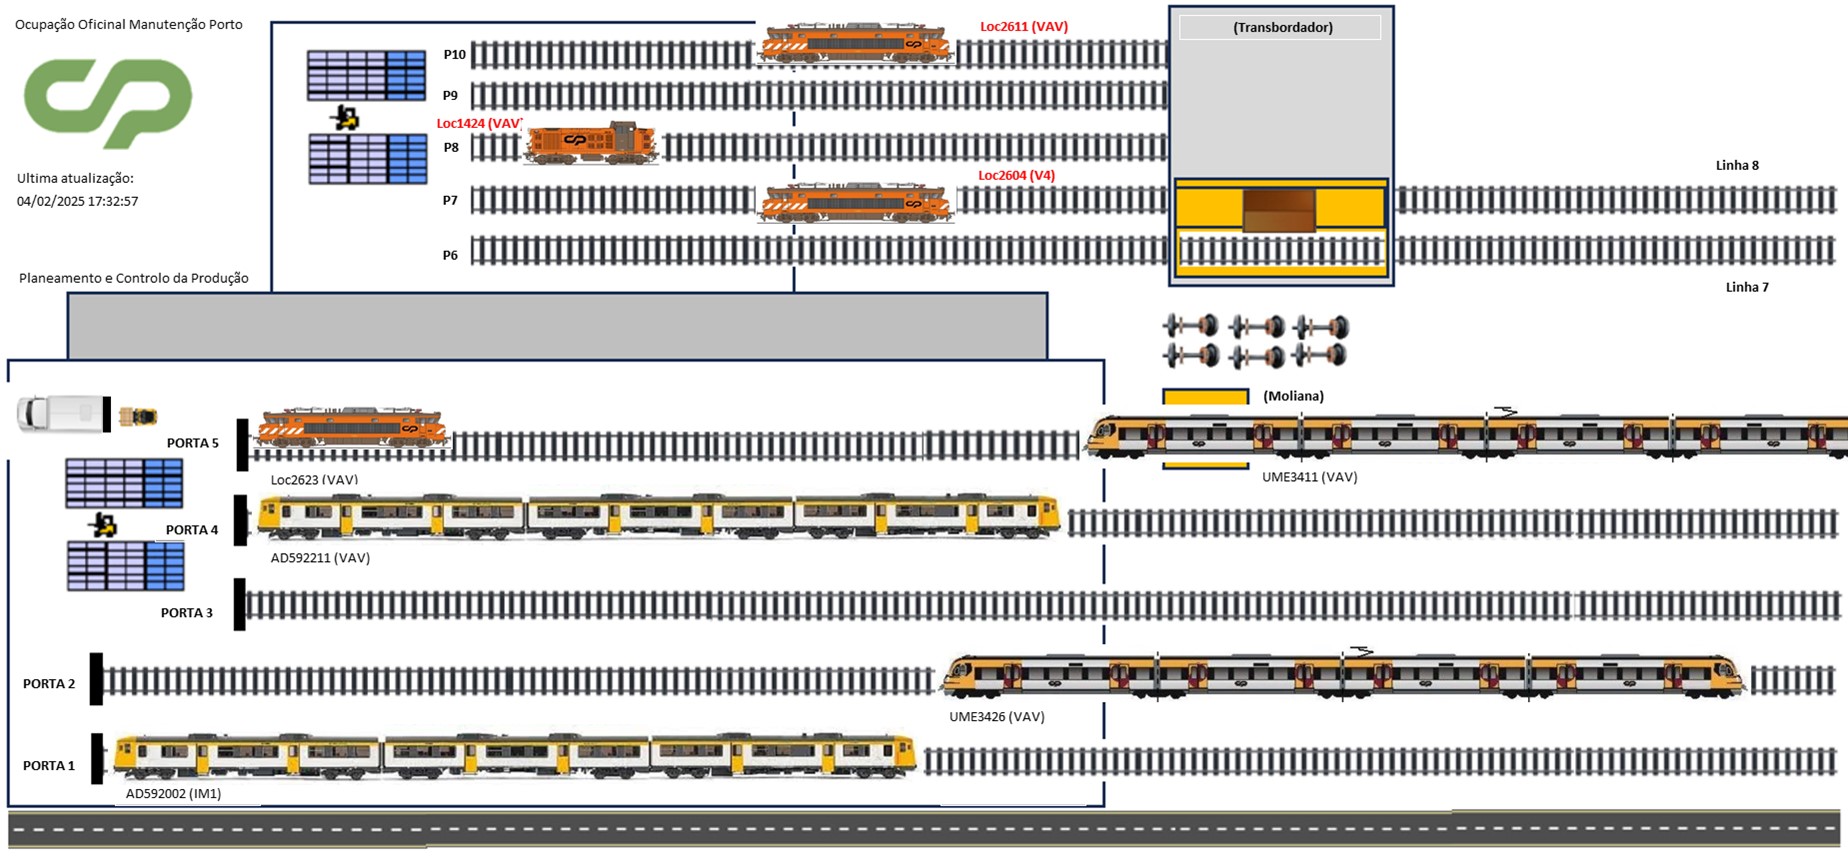 Ocupação Oficinal Manutenção Porto
Ultima atualização:
04/02/2025 17:32:57
Planeamento e Controlo da Produção
P10
Loc2611 (VAV)
(Transbordador)
P9
Loc1424 (VAV)
P8
Loc2604 (V4)
P7
Linha 8
P6
Linha 7
(Moliana)
PORTA 5
Loc2623 (VAV)
UME3411 (VAV)
PORTA 4
AD592211 (VAV)
PORTA 3
PORTA 2
UME3426 (VAV)
PORTA 1
AD592002 (IM1)